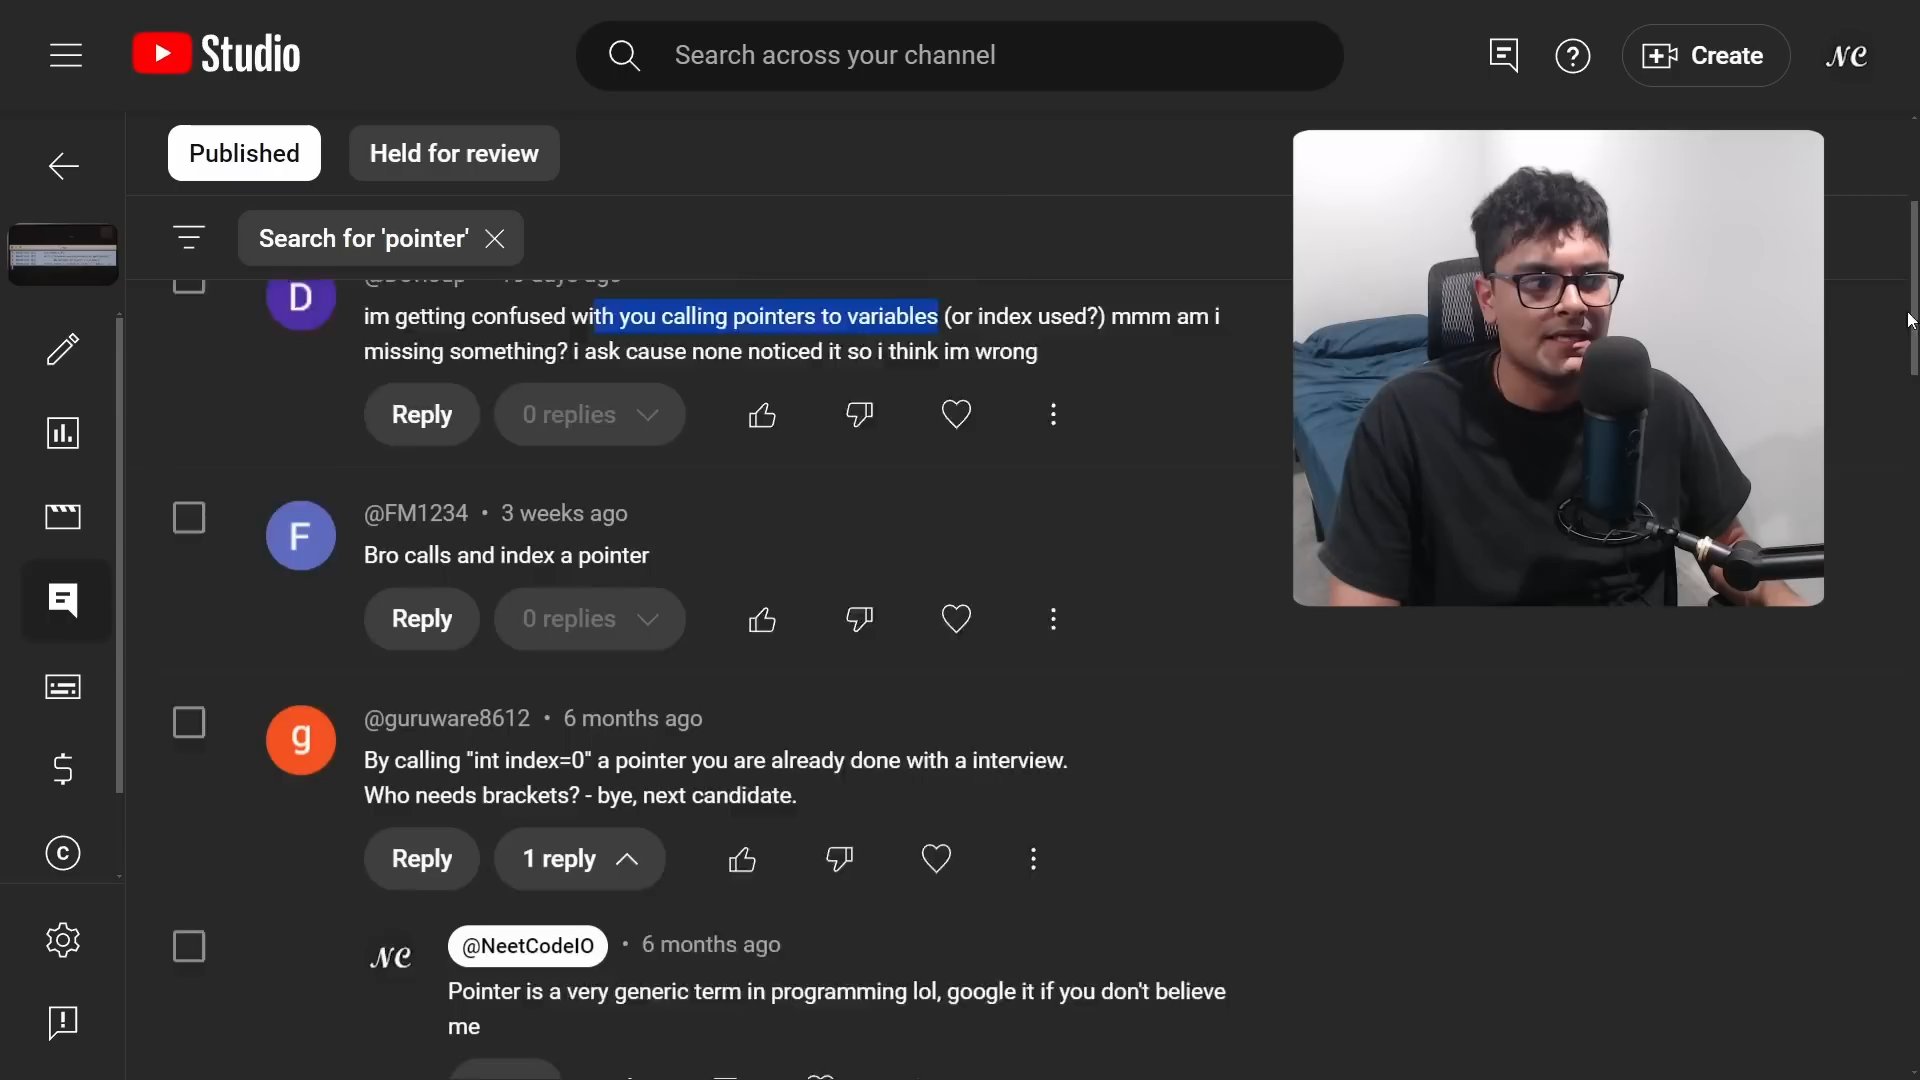 Studio
Search across your channel
Create
NC
Published
Held for review
Search for 'pointer'
D
im getting confused with you calling pointers to variables (or index used?) mmm am i
missing something? i ask cause none noticed it so i think im wrong
Reply
0 replies
F
@FM1234 • 3 weeks ago
Bro calls and index a pointer
Reply
0 replies
g
@guruware8612 • 6 months ago
By calling "int index=0" a pointer you are already done with a interview.
Who needs brackets? - bye, next candidate.
Reply
1 reply
NC
@NeetCodeIO • 6 months ago
Pointer is a very generic term in programming lol, google it if you don't believe
me